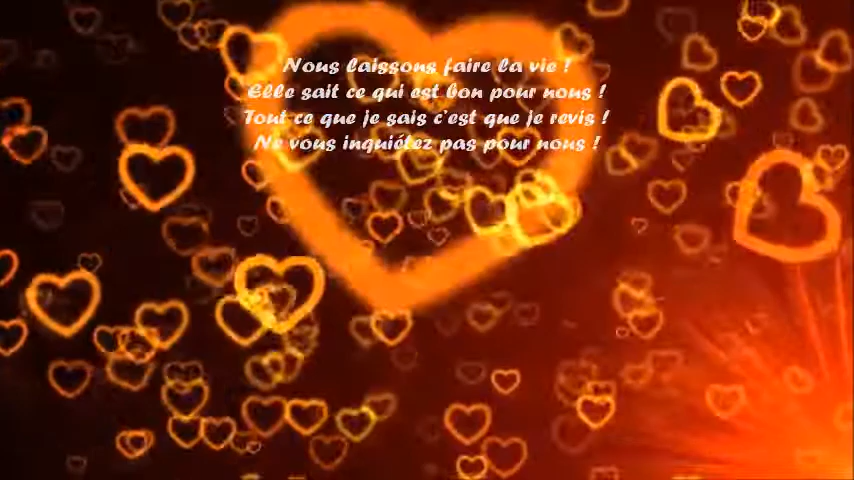 Nous laissons faire la vie !
Elle sait ce qui est bon pour nous !
Tout ce que je sais c'est que je revis !
Ne vous inquiétez pas pour nous !